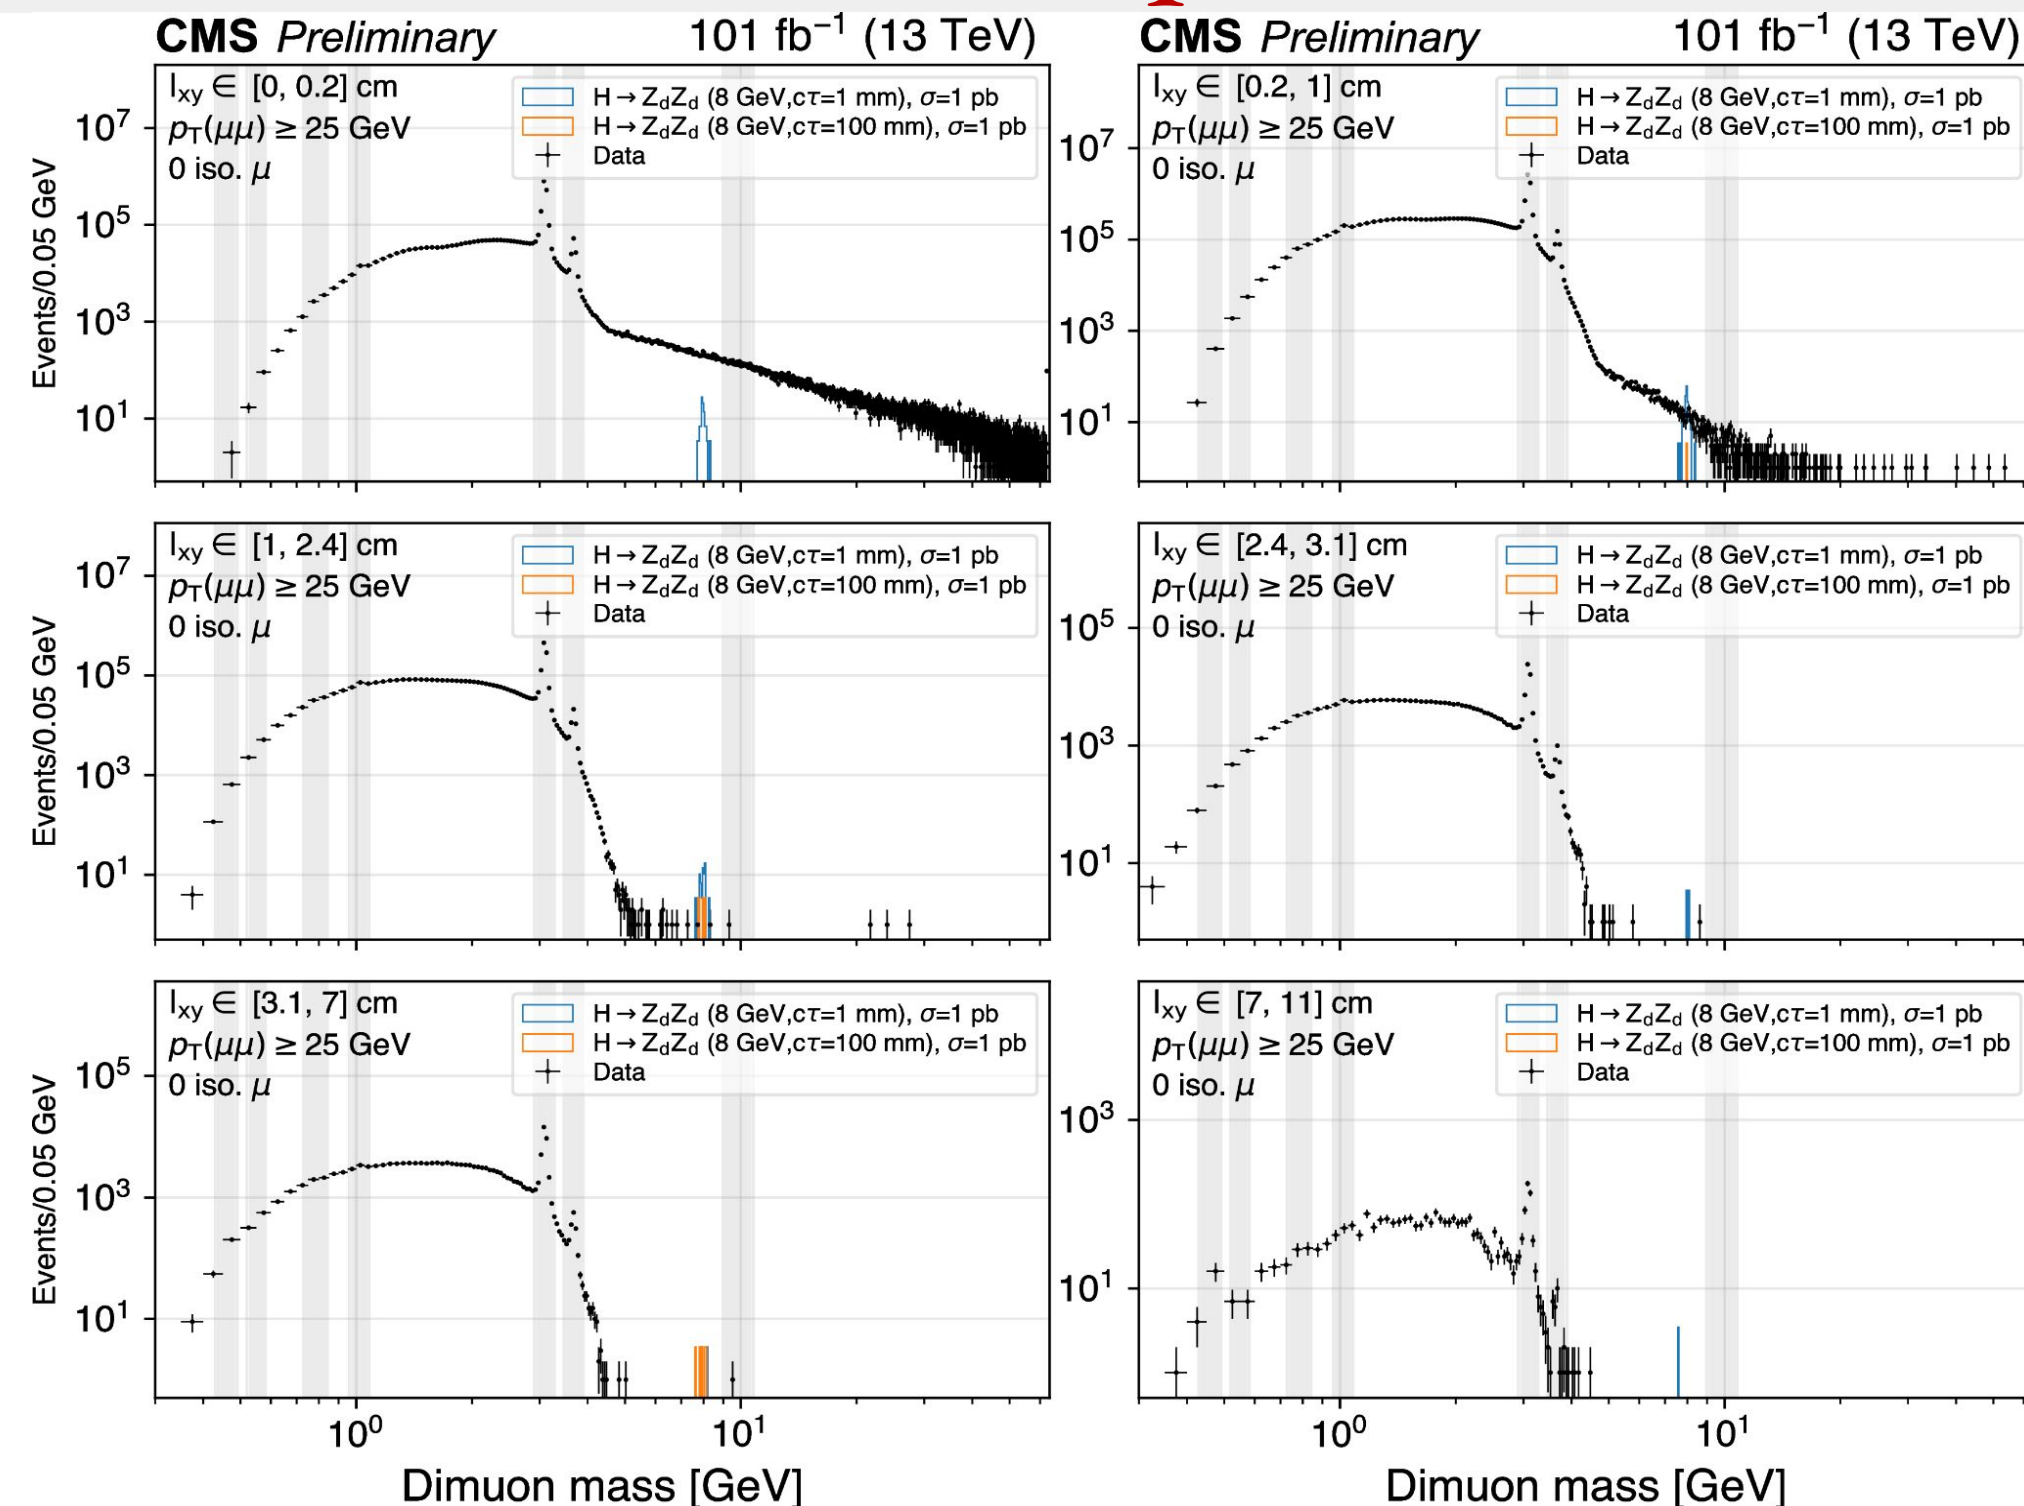 CMS Preliminary 101 fb⁻¹ (13 TeV)
lxy ∈ [0, 0.2] cm
pT(μμ) ≥ 25 GeV
0 iso. μ
H→ZdZd (8 GeV,cτ=1 mm), σ=1 pb
H→ZdZd (8 GeV,cτ=100 mm), σ=1 pb
Data
Events/0.05 GeV
10⁷
10⁵
10³
10¹
CMS Preliminary 101 fb⁻¹ (13 TeV)
lxy ∈ [0.2, 1] cm
pT(μμ) ≥ 25 GeV
0 iso. μ
H→ZdZd (8 GeV,cτ=1 mm), σ=1 pb
H→ZdZd (8 GeV,cτ=100 mm), σ=1 pb
Data
10⁷
10⁵
10³
10¹
lxy ∈ [1, 2.4] cm
pT(μμ) ≥ 25 GeV
0 iso. μ
H→ZdZd (8 GeV,cτ=1 mm), σ=1 pb
H→ZdZd (8 GeV,cτ=100 mm), σ=1 pb
Data
Events/0.05 GeV
10⁷
10⁵
10³
10¹
lxy ∈ [2.4, 3.1] cm
pT(μμ) ≥ 25 GeV
0 iso. μ
H→ZdZd (8 GeV,cτ=1 mm), σ=1 pb
H→ZdZd (8 GeV,cτ=100 mm), σ=1 pb
Data
10⁵
10³
10¹
lxy ∈ [3.1, 7] cm
pT(μμ) ≥ 25 GeV
0 iso. μ
H→ZdZd (8 GeV,cτ=1 mm), σ=1 pb
H→ZdZd (8 GeV,cτ=100 mm), σ=1 pb
Data
Events/0.05 GeV
10⁵
10³
10¹
10⁰ 10¹
Dimuon mass [GeV]
lxy ∈ [7, 11] cm
pT(μμ) ≥ 25 GeV
0 iso. μ
H→ZdZd (8 GeV,cτ=1 mm), σ=1 pb
H→ZdZd (8 GeV,cτ=100 mm), σ=1 pb
Data
10³
10¹
10⁰ 10¹
Dimuon mass [GeV]